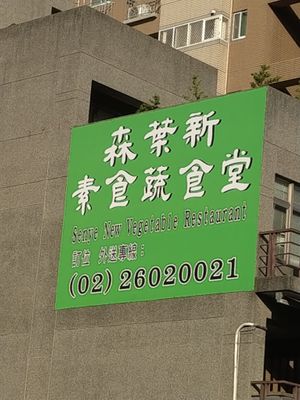 森葉新
素食蔬食堂
Senye New Vegetable Restaurant
訂位 外送專線：
(02) 26020021